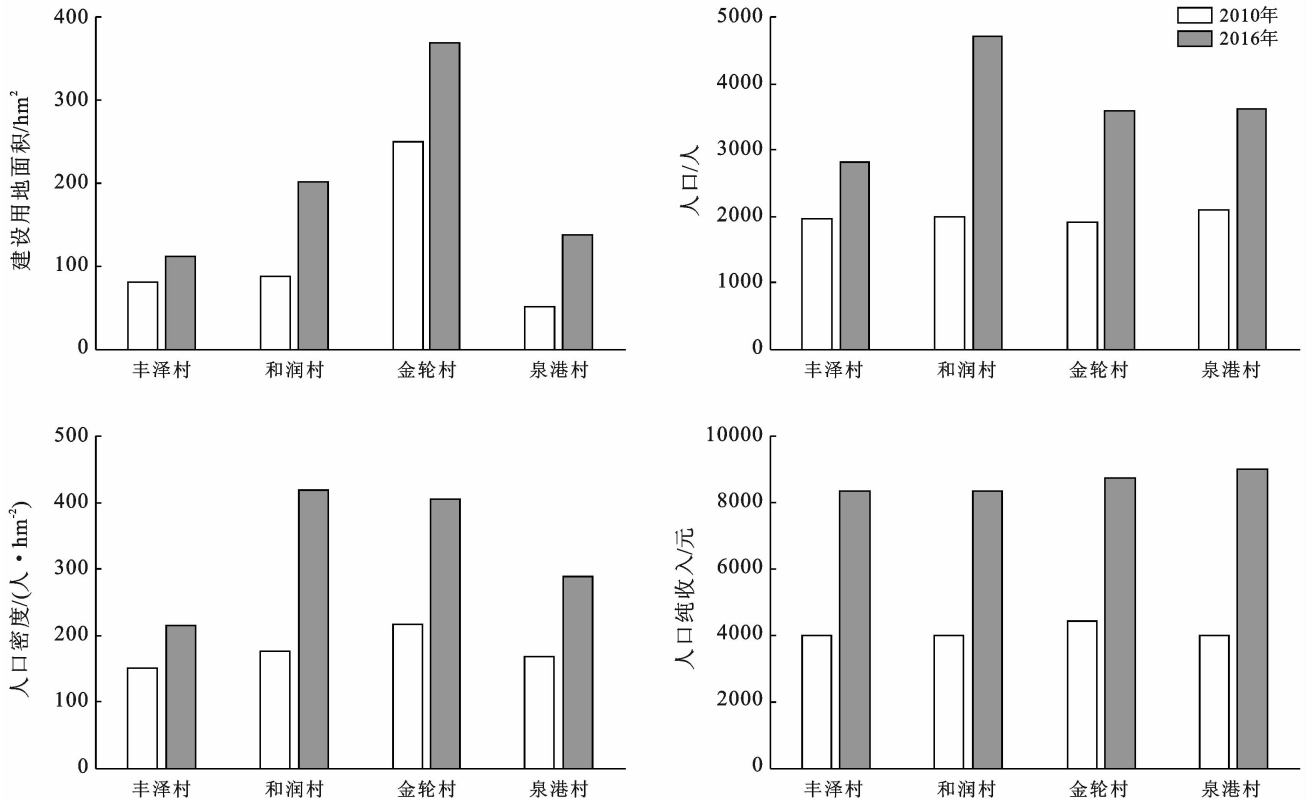 400
300
200
100
0
建设用地面积/hm²
丰泽村 和润村 金轮村 泉港村
5000
4000
3000
2000
1000
0
人口/人
丰泽村 和润村 金轮村 泉港村
2010年
2016年
500
400
300
200
100
0
人口密度/(人·hm⁻²)
丰泽村 和润村 金轮村 泉港村
10000
8000
6000
4000
2000
0
人口纯收入/元
丰泽村 和润村 金轮村 泉港村